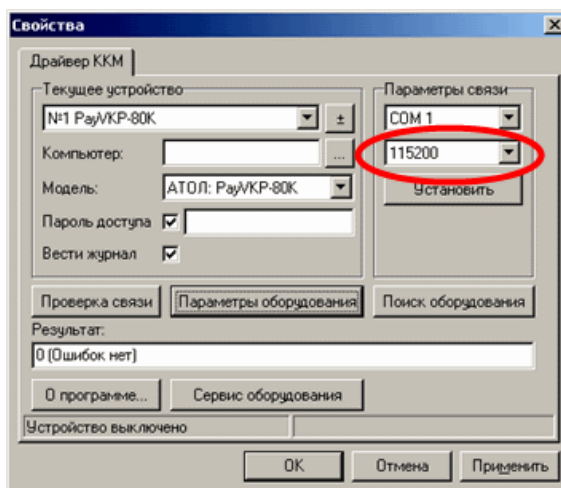 Свойства
Драйвер ККМ
Текущее устройство
Параметры связи
№1 PayVKP-80K
±
COM 1
Компьютер:
...
115200
Модель:
АТОЛ: PayVKP-80K
Установить
Пароль доступа
Вести журнал
Проверка связи
Параметры оборудования
Поиск оборудования
Результат:
0 (Ошибок нет)
О программе...
Сервис оборудования
Устройство выключено
OK
Отмена
Применить